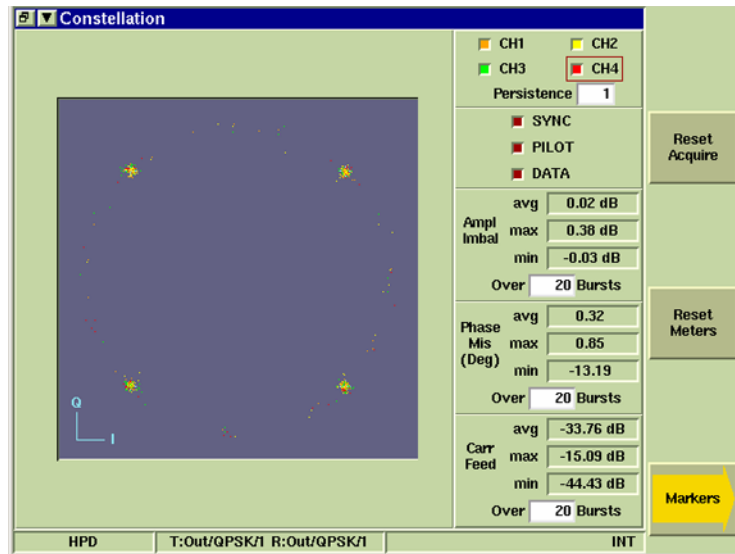 Constellation
CH1 CH2
CH3 CH4
Persistence 1
SYNC
PILOT
DATA
Ampl Imbal
avg 0.02 dB
max 0.38 dB
min -0.03 dB
Over 20 Bursts
Phase Mis (Deg)
avg 0.32
max 0.85
min -13.19
Over 20 Bursts
Carr Feed
avg -33.76 dB
max -15.09 dB
min -44.43 dB
Over 20 Bursts
Q
I
Reset
Acquire
Reset
Meters
Markers
HPD T:Out/QPSK/1 R:Out/QPSK/1 INT